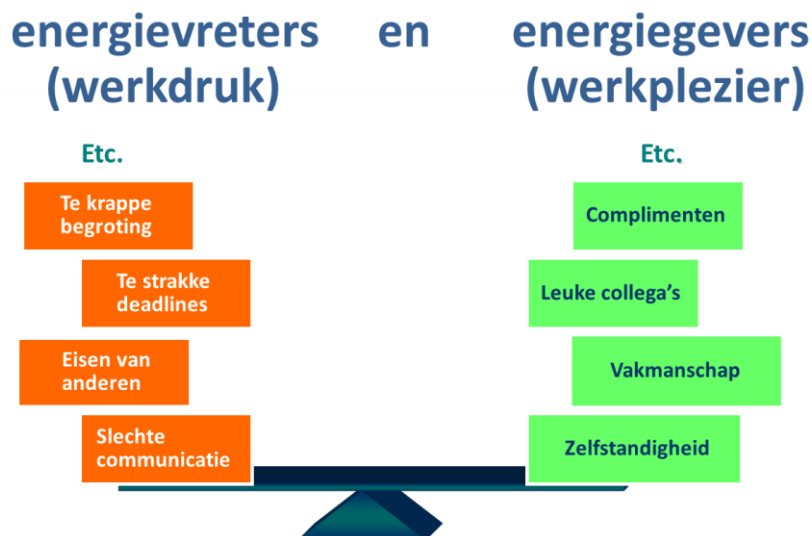 energievreters en energiegevers
(werkdruk) (werkplezier)
Etc.
Te krappe
begroting
Te strakke
deadlines
Eisen van
anderen
Slechte
communicatie
Etc.
Complimenten
Leuke collega's
Vakmanschap
Zelfstandigheid